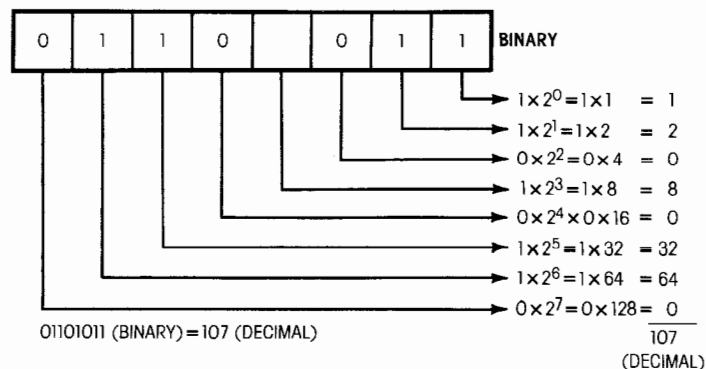 0 1 1 0 0 1 1 BINARY
1×2⁰=1×1 = 1
1×2¹=1×2 = 2
0×2²=0×4 = 0
1×2³=1×8 = 8
0×2⁴×0×16 = 0
1×2⁵=1×32 = 32
1×2⁶=1×64 = 64
0×2⁷=0×128= 0
01101011 (BINARY)=107 (DECIMAL)
107
(DECIMAL)